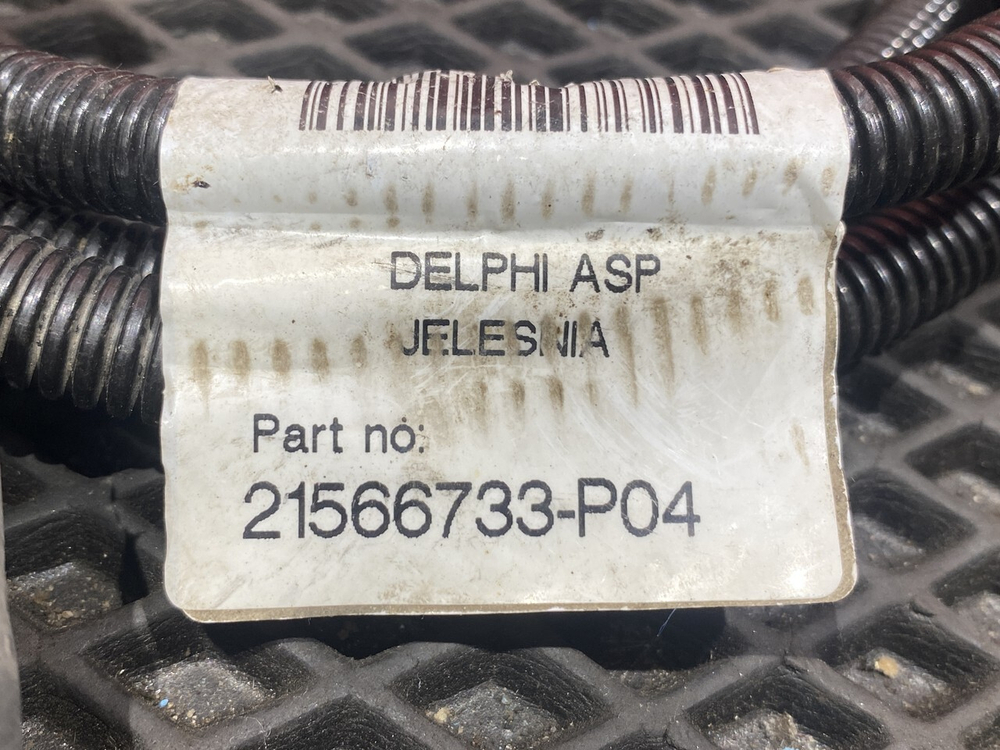 DELPHI ASP
JELESNIA
Part no:
21566733-P04